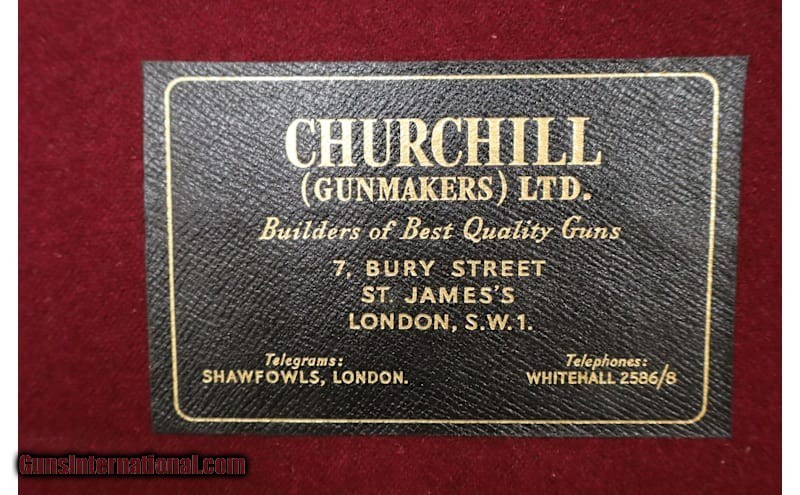 CHURCHILL
(GUNMAKERS) LTD.
Builders of Best Quality Guns
7, BURY STREET
ST. JAMES'S
LONDON, S.W.1.
Telegrams:
SHAWFOWLS, LONDON.
Telephones:
WHITEHALL 2586/8
GunsInternational.com